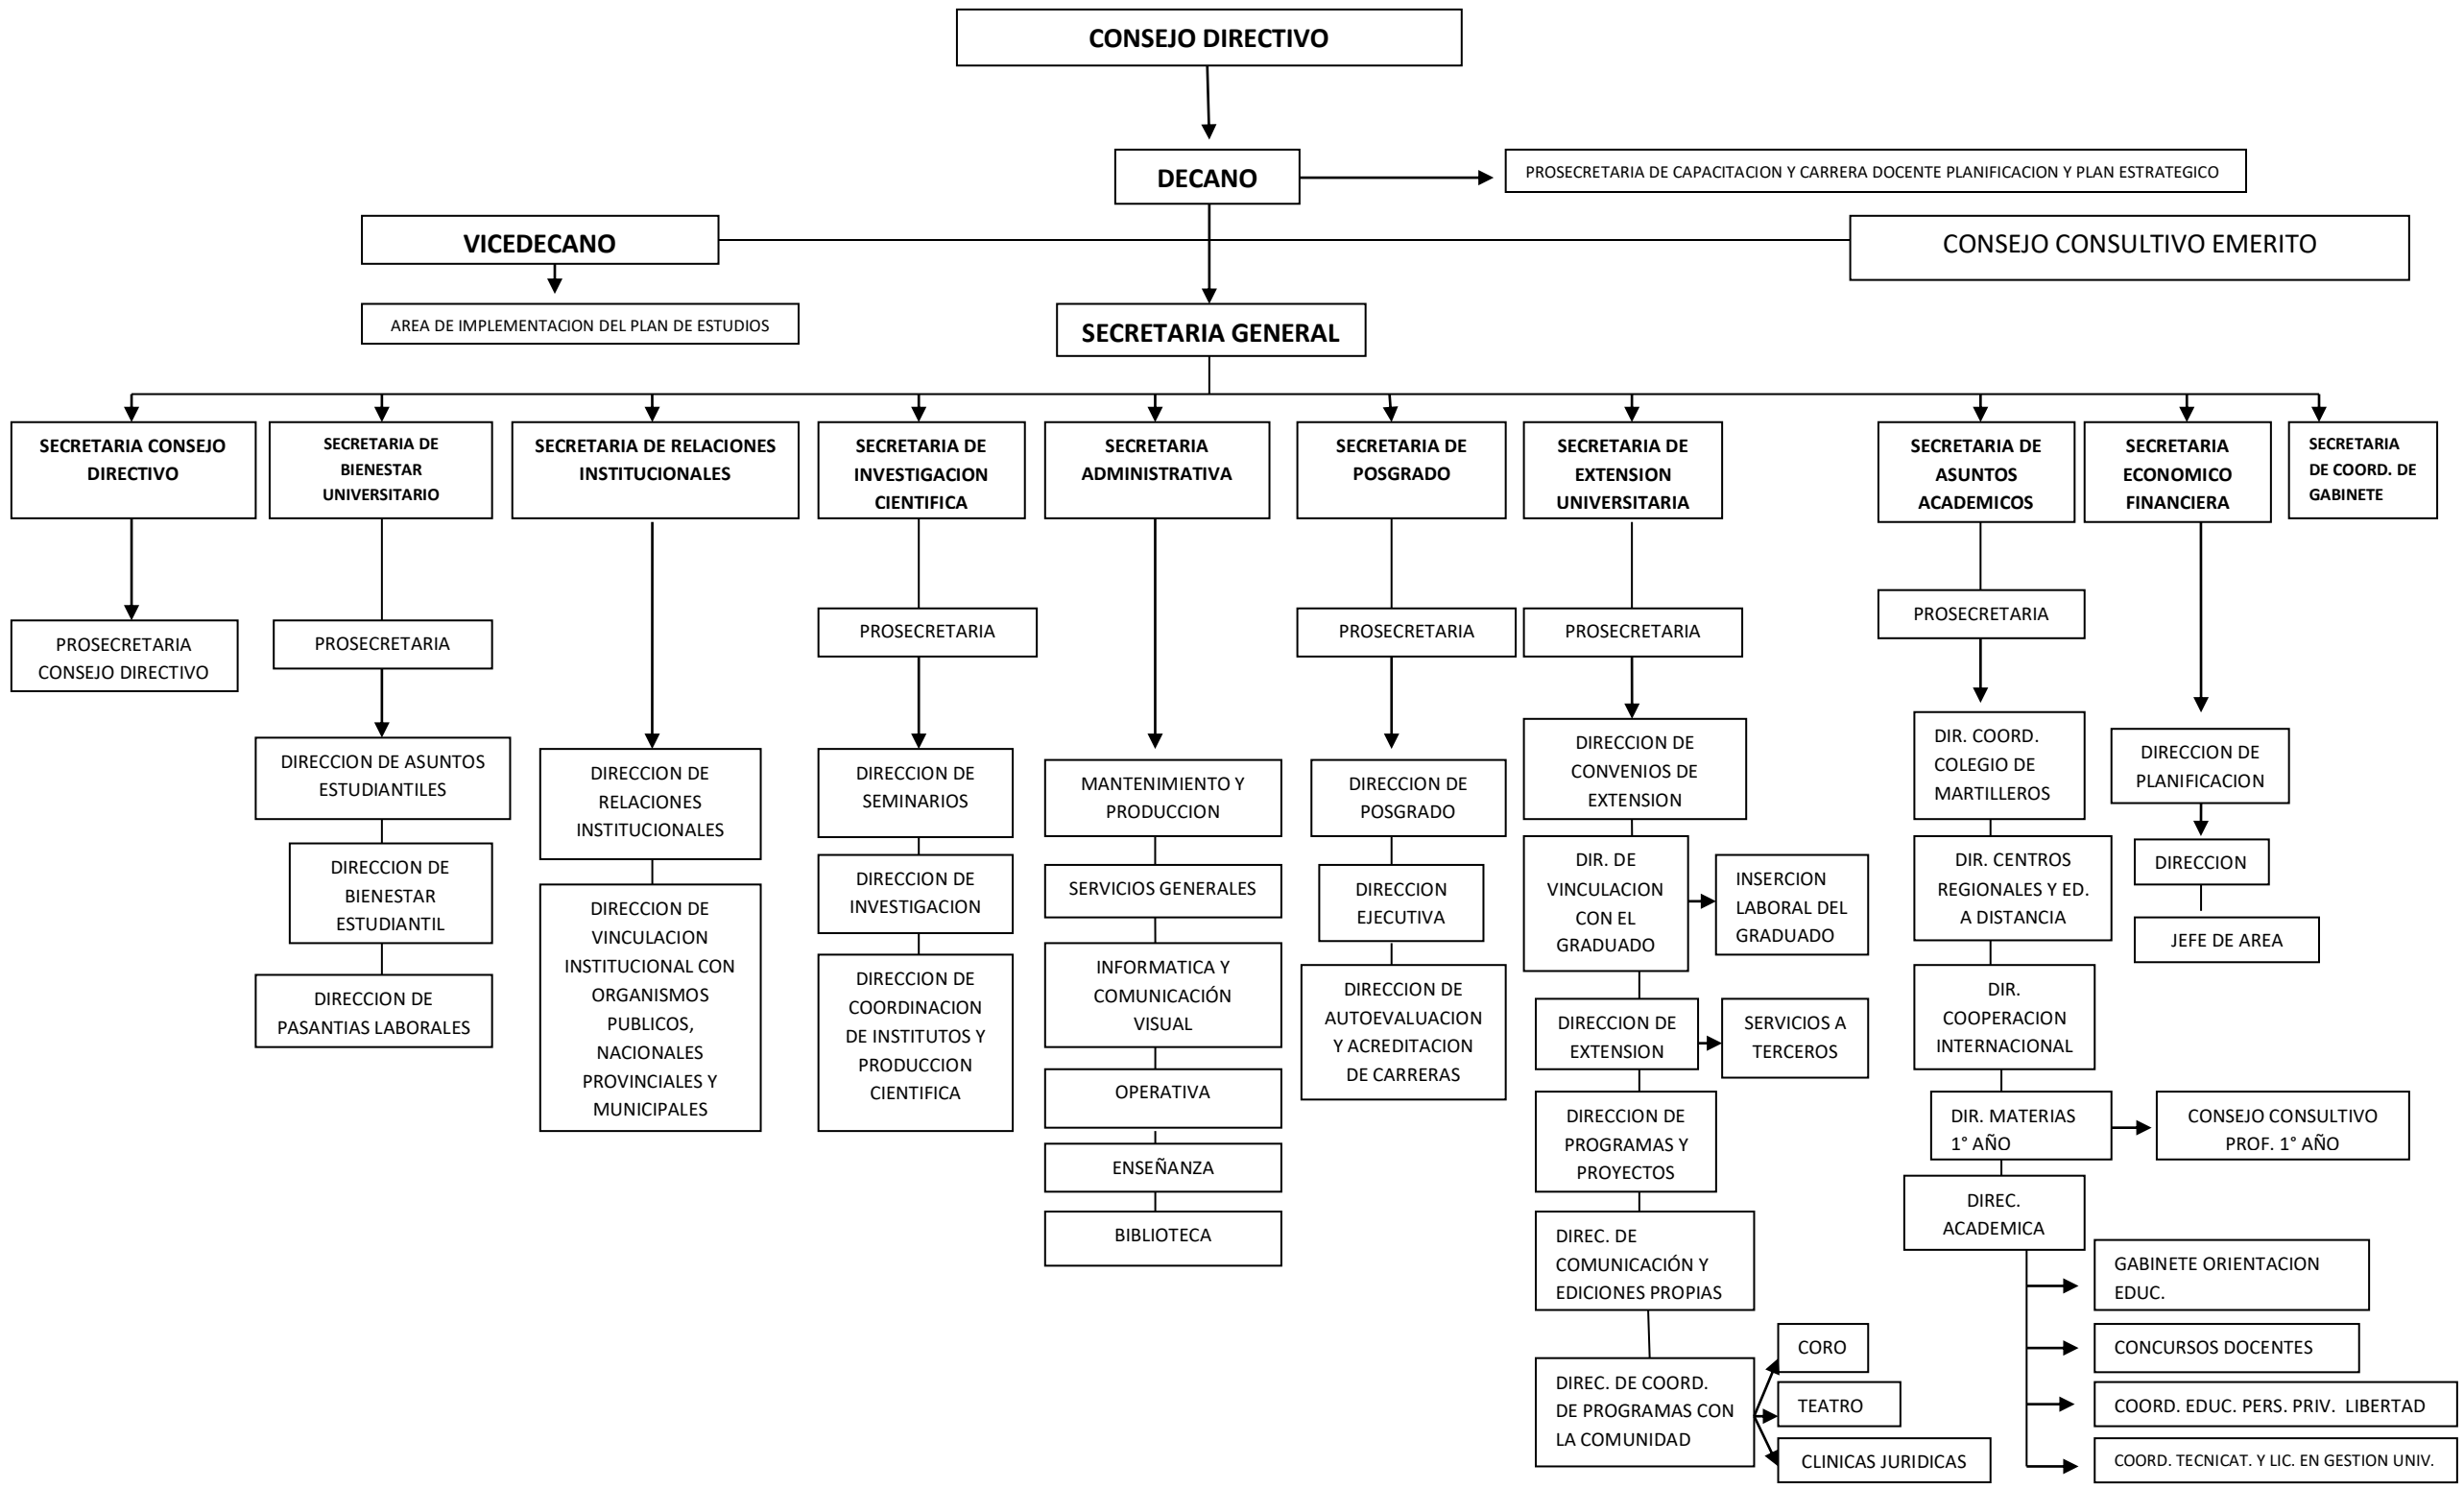 CONSEJO DIRECTIVO
DECANO
PROSECRETARIA DE CAPACITACION Y CARRERA DOCENTE PLANIFICACION Y PLAN ESTRATEGICO
VICEDECANO
CONSEJO CONSULTIVO EMERITO
AREA DE IMPLEMENTACION DEL PLAN DE ESTUDIOS
SECRETARIA GENERAL
SECRETARIA CONSEJO
DIRECTIVO
SECRETARIA DE
BIENESTAR
UNIVERSITARIO
SECRETARIA DE RELACIONES
INSTITUCIONALES
SECRETARIA DE
INVESTIGACION
CIENTIFICA
SECRETARIA
ADMINISTRATIVA
SECRETARIA DE
POSGRADO
SECRETARIA DE
EXTENSION
UNIVERSITARIA
SECRETARIA DE
ASUNTOS
ACADEMICOS
SECRETARIA
ECONOMICO
FINANCIERA
SECRETARIA
DE COORD. DE
GABINETE
PROSECRETARIA
CONSEJO DIRECTIVO
PROSECRETARIA
DIRECCION DE ASUNTOS
ESTUDIANTILES
DIRECCION DE
BIENESTAR
ESTUDIANTIL
DIRECCION DE
PASANTIAS LABORALES
DIRECCION DE
RELACIONES
INSTITUCIONALES
DIRECCION DE
VINCULACION
INSTITUCIONAL CON
ORGANISMOS
PUBLICOS,
NACIONALES
PROVINCIALES Y
MUNICIPALES
PROSECRETARIA
DIRECCION DE
SEMINARIOS
DIRECCION DE
INVESTIGACION
DIRECCION DE
COORDINACION
DE INSTITUTOS Y
PRODUCCION
CIENTIFICA
MANTENIMIENTO Y
PRODUCCION
SERVICIOS GENERALES
INFORMATICA Y
COMUNICACIÓN
VISUAL
OPERATIVA
ENSEÑANZA
BIBLIOTECA
PROSECRETARIA
DIRECCION DE
POSGRADO
DIRECCION
EJECUTIVA
DIRECCION DE
AUTOEVALUACION
Y ACREDITACION
DE CARRERAS
PROSECRETARIA
DIRECCION DE
CONVENIOS DE
EXTENSION
DIR. DE
VINCULACION
CON EL
GRADUADO
INSERCION
LABORAL DEL
GRADUADO
DIRECCION DE
EXTENSION
SERVICIOS A
TERCEROS
DIRECCION DE
PROGRAMAS Y
PROYECTOS
DIREC. DE
COMUNICACIÓN Y
EDICIONES PROPIAS
DIREC. DE COORD.
DE PROGRAMAS CON
LA COMUNIDAD
CORO
TEATRO
CLINICAS JURIDICAS
PROSECRETARIA
DIR. COORD.
COLEGIO DE
MARTILLEROS
DIR. CENTROS
REGIONALES Y ED.
A DISTANCIA
DIR.
COOPERACION
INTERNACIONAL
DIR. MATERIAS
1° AÑO
CONSEJO CONSULTIVO
PROF. 1° AÑO
DIREC.
ACADEMICA
GABINETE ORIENTACION
EDUC.
CONCURSOS DOCENTES
COORD. EDUC. PERS. PRIV. LIBERTAD
COORD. TECNICAT. Y LIC. EN GESTION UNIV.
DIRECCION DE
PLANIFICACION
DIRECCION
JEFE DE AREA